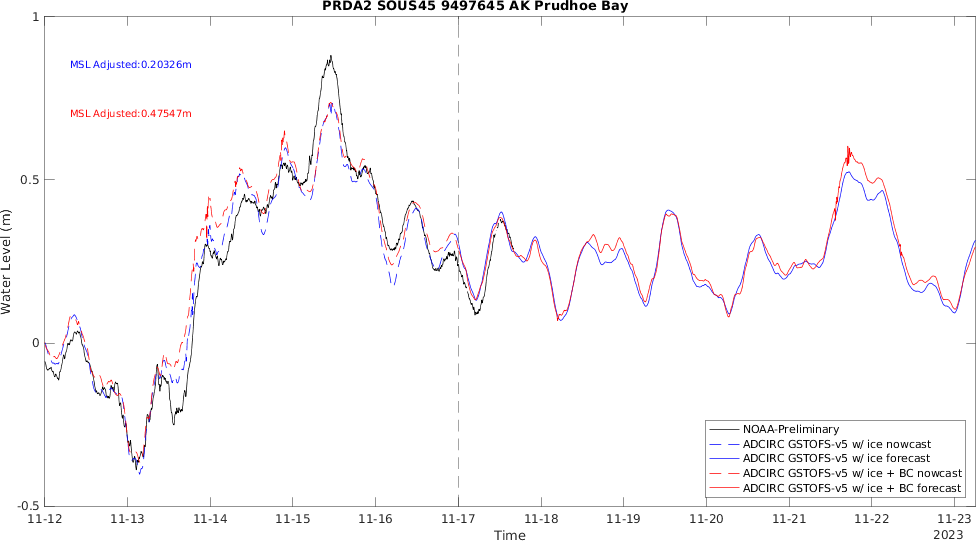 PRDA2 SOUS45 9497645 AK Prudhoe Bay
1
MSL Adjusted:0.20326m
MSL Adjusted:0.47547m
0.5
Water Level (m)
0
NOAA-Preliminary
ADCIRC GSTOFS-v5 w/ ice nowcast
ADCIRC GSTOFS-v5 w/ ice forecast
ADCIRC GSTOFS-v5 w/ ice + BC nowcast
ADCIRC GSTOFS-v5 w/ ice + BC forecast
-0.5
11-12 11-13 11-14 11-15 11-16 11-17 11-18 11-19 11-20 11-21 11-22 11-23
Time 2023